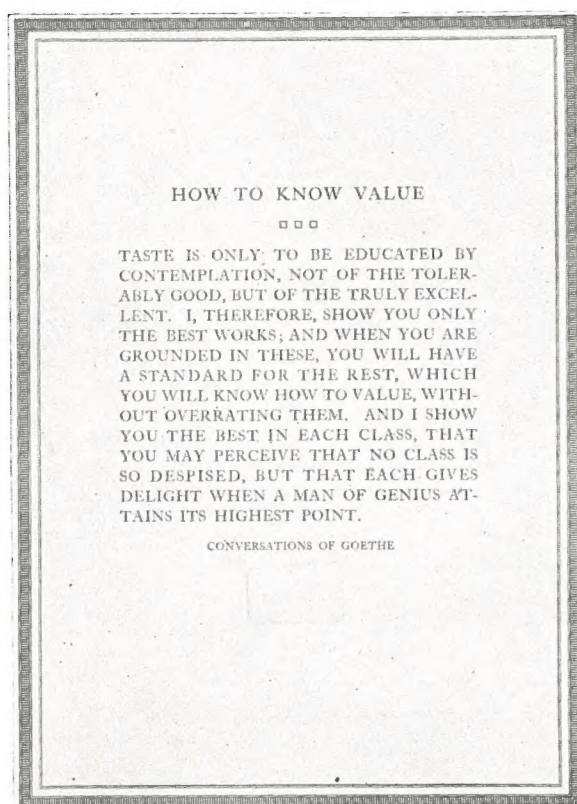 HOW TO KNOW VALUE
TASTE IS ONLY TO BE EDUCATED BY
CONTEMPLATION, NOT OF THE TOLER-
ABLY GOOD, BUT OF THE TRULY EXCEL-
LENT. I, THEREFORE, SHOW YOU ONLY
THE BEST WORKS; AND WHEN YOU ARE
GROUNDED IN THESE, YOU WILL HAVE
A STANDARD FOR THE REST, WHICH
YOU WILL KNOW HOW TO VALUE, WITH-
OUT OVERRATING THEM. AND I SHOW
YOU THE BEST IN EACH CLASS, THAT
YOU MAY PERCEIVE THAT NO CLASS IS
SO DESPISED, BUT THAT EACH GIVES
DELIGHT WHEN A MAN OF GENIUS AT-
TAINS ITS HIGHEST POINT.
CONVERSATIONS OF GOETHE